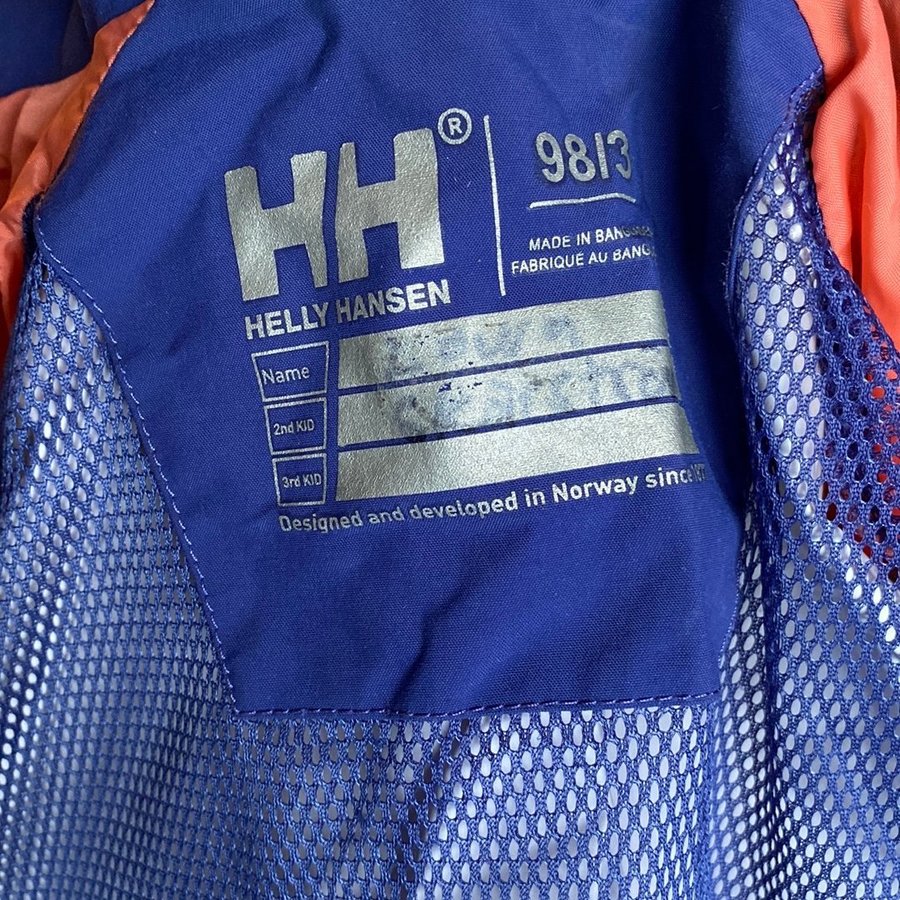 HH®
HELLY HANSEN
98/3
MADE IN
FABRIQUE AU
Name
2nd KID
3rd KID
Designed and developed in Norway since